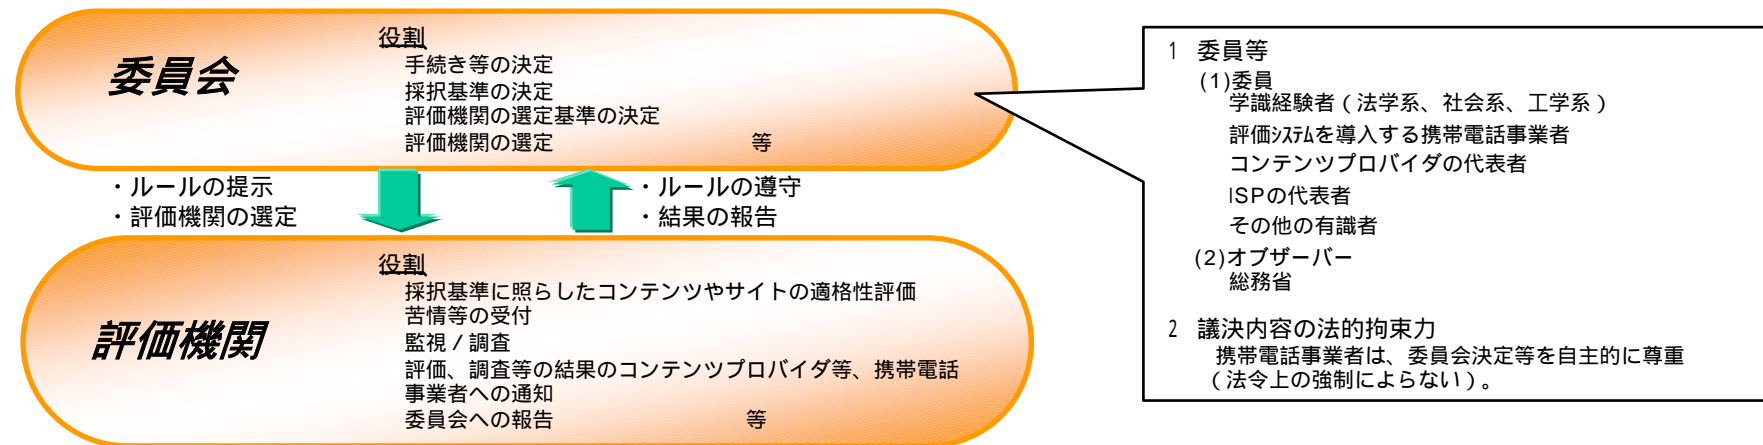 委員会
役割
手続き等の決定
採択基準の決定
評価機関の選定基準の決定
評価機関の選定 等
・ルールの提示
・評価機関の選定
・ルールの遵守
・結果の報告
評価機関
役割
採択基準に照らしたコンテンツやサイトの適格性評価
苦情等の受付
監視／調査
評価、調査等の結果のコンテンツプロバイダ等、携帯電話
事業者への通知
委員会への報告 等
1 委員等
(1)委員
学識経験者（法学系、社会系、工学系）
評価ｼｽﾃﾑを導入する携帯電話事業者
コンテンツプロバイダの代表者
ISPの代表者
その他の有識者
(2)オブザーバー
総務省
2 議決内容の法的拘束力
携帯電話事業者は、委員会決定等を自主的に尊重
（法令上の強制によらない）。